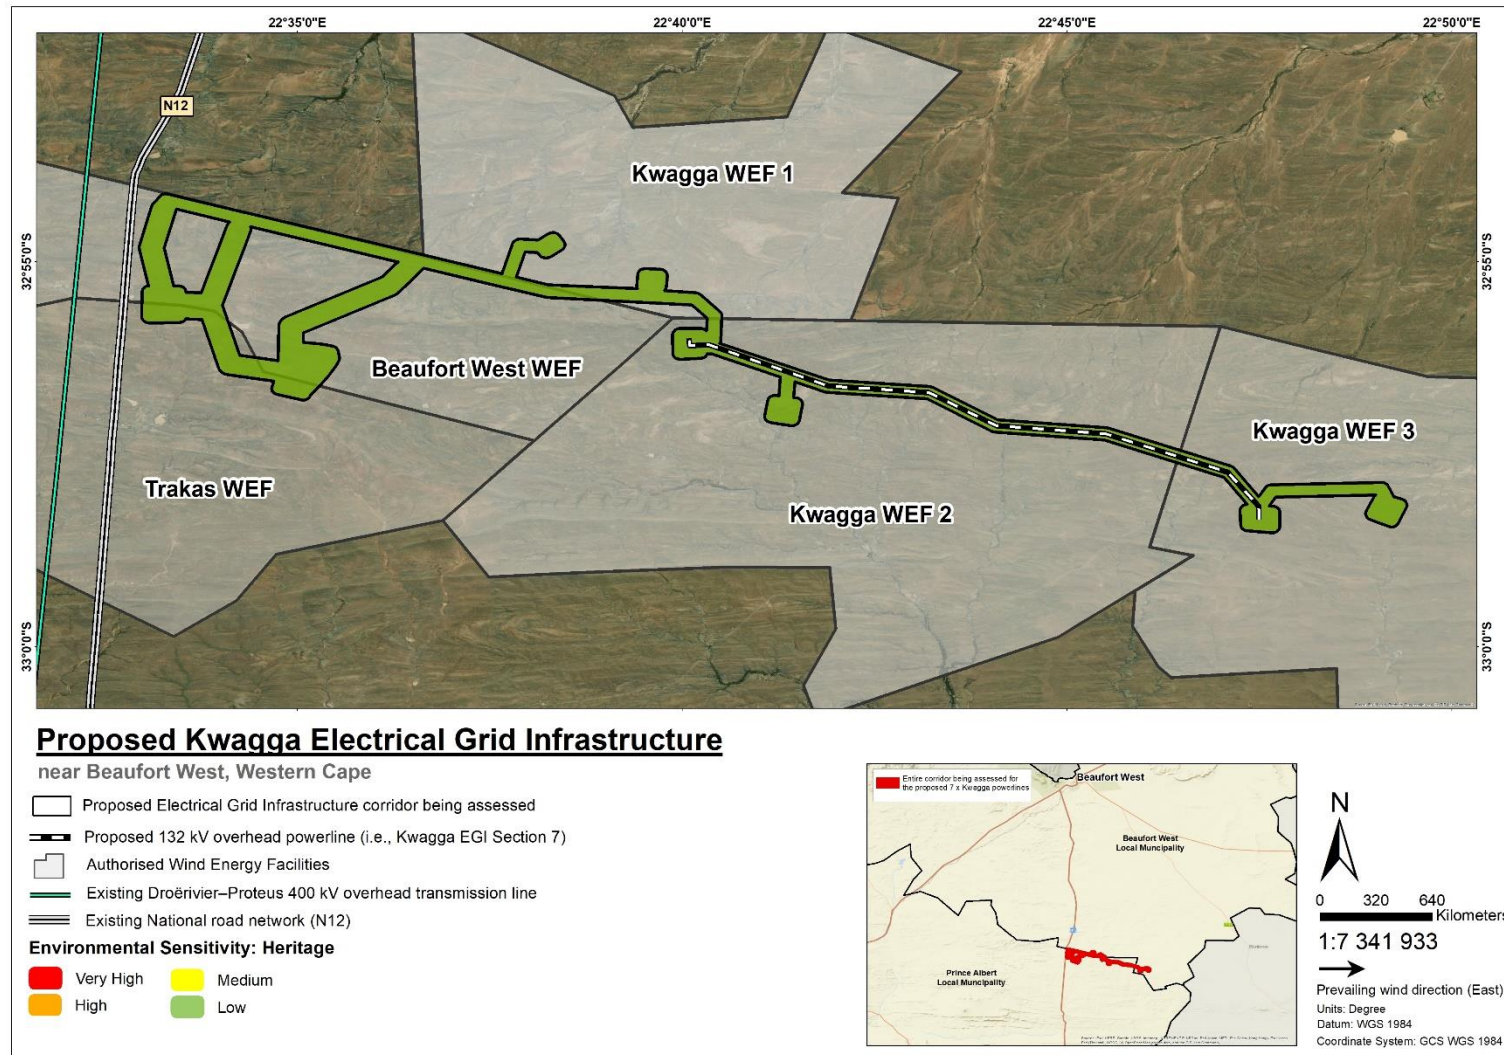 22°35'0"E
22°40'0"E
22°45'0"E
22°50'0"E
N12
Kwagga WEF 1
32°55'0"S
32°55'0"S
Beaufort West WEF
Kwagga WEF 3
Trakas WEF
Kwagga WEF 2
33°0'0"S
33°0'0"S
Proposed Kwagga Electrical Grid Infrastructure
near Beaufort West, Western Cape
Proposed Electrical Grid Infrastructure corridor being assessed
Proposed 132 kV overhead powerline (i.e., Kwagga EGI Section 7)
Authorised Wind Energy Facilities
Existing Droërivier–Proteus 400 kV overhead transmission line
Existing National road network (N12)
Environmental Sensitivity: Heritage
Very High
Medium
High
Low
Entire corridor being assessed for
the proposed 7 x Kwagga powerlines
Beaufort West
Beaufort West
Local Muncipality
Prince Albert
Local Muncipality
N
0 320 640
Kilometers
1:7 341 933
Prevailing wind direction (East)
Units: Degree
Datum: WGS 1984
Coordinate System: GCS WGS 1984